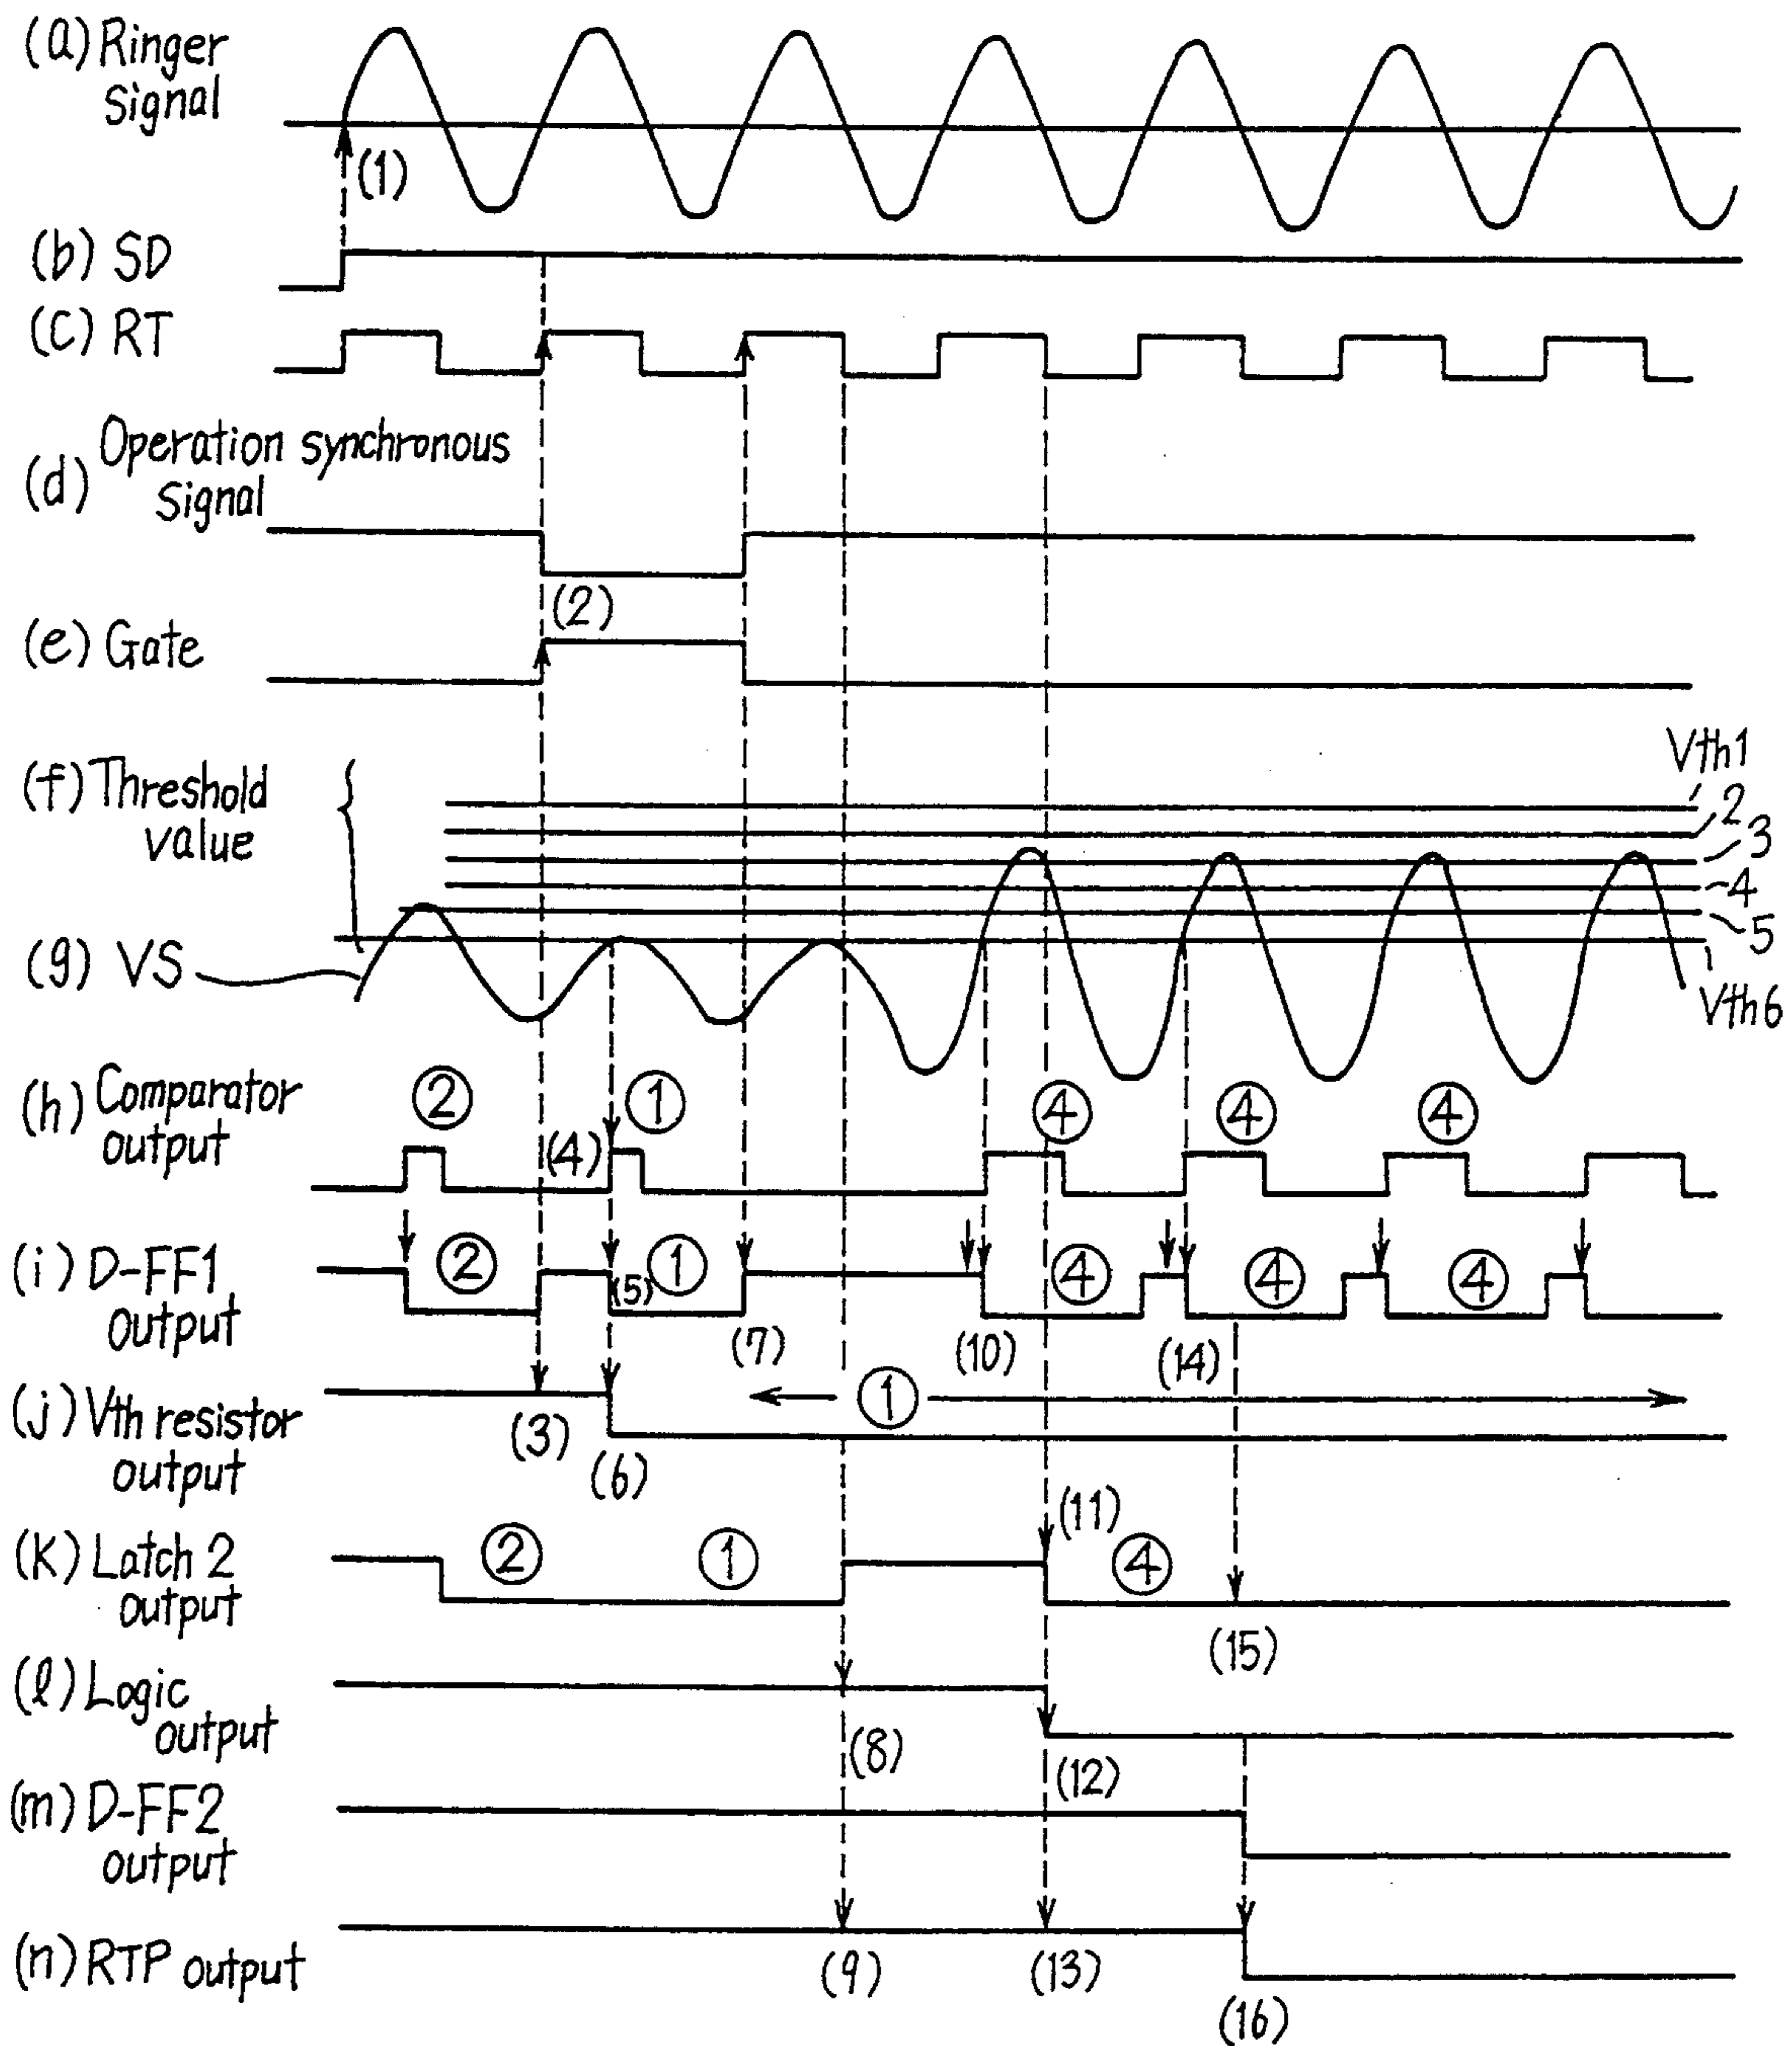 (a) Ringer
signal
(1)
(b) SD
(c) RT
(d) Operation synchronous
signal
(2)
(e) Gate
(f) Threshold
value
Vth1
2
3
4
5
Vth6
(g) VS
(h) Comparator
output
② ① ④ ④ ④
(4)
(i) D-FF1
output
② ① ④ ④ ④
(5)
(7) (10) (14)
(j) Vth resistor
output
①
(3) (6)
(11)
(k) Latch 2
output
② ① ④
(15)
(l) Logic
output
(8) (12)
(m) D-FF2
output
(n) RTP output
(9) (13) (16)